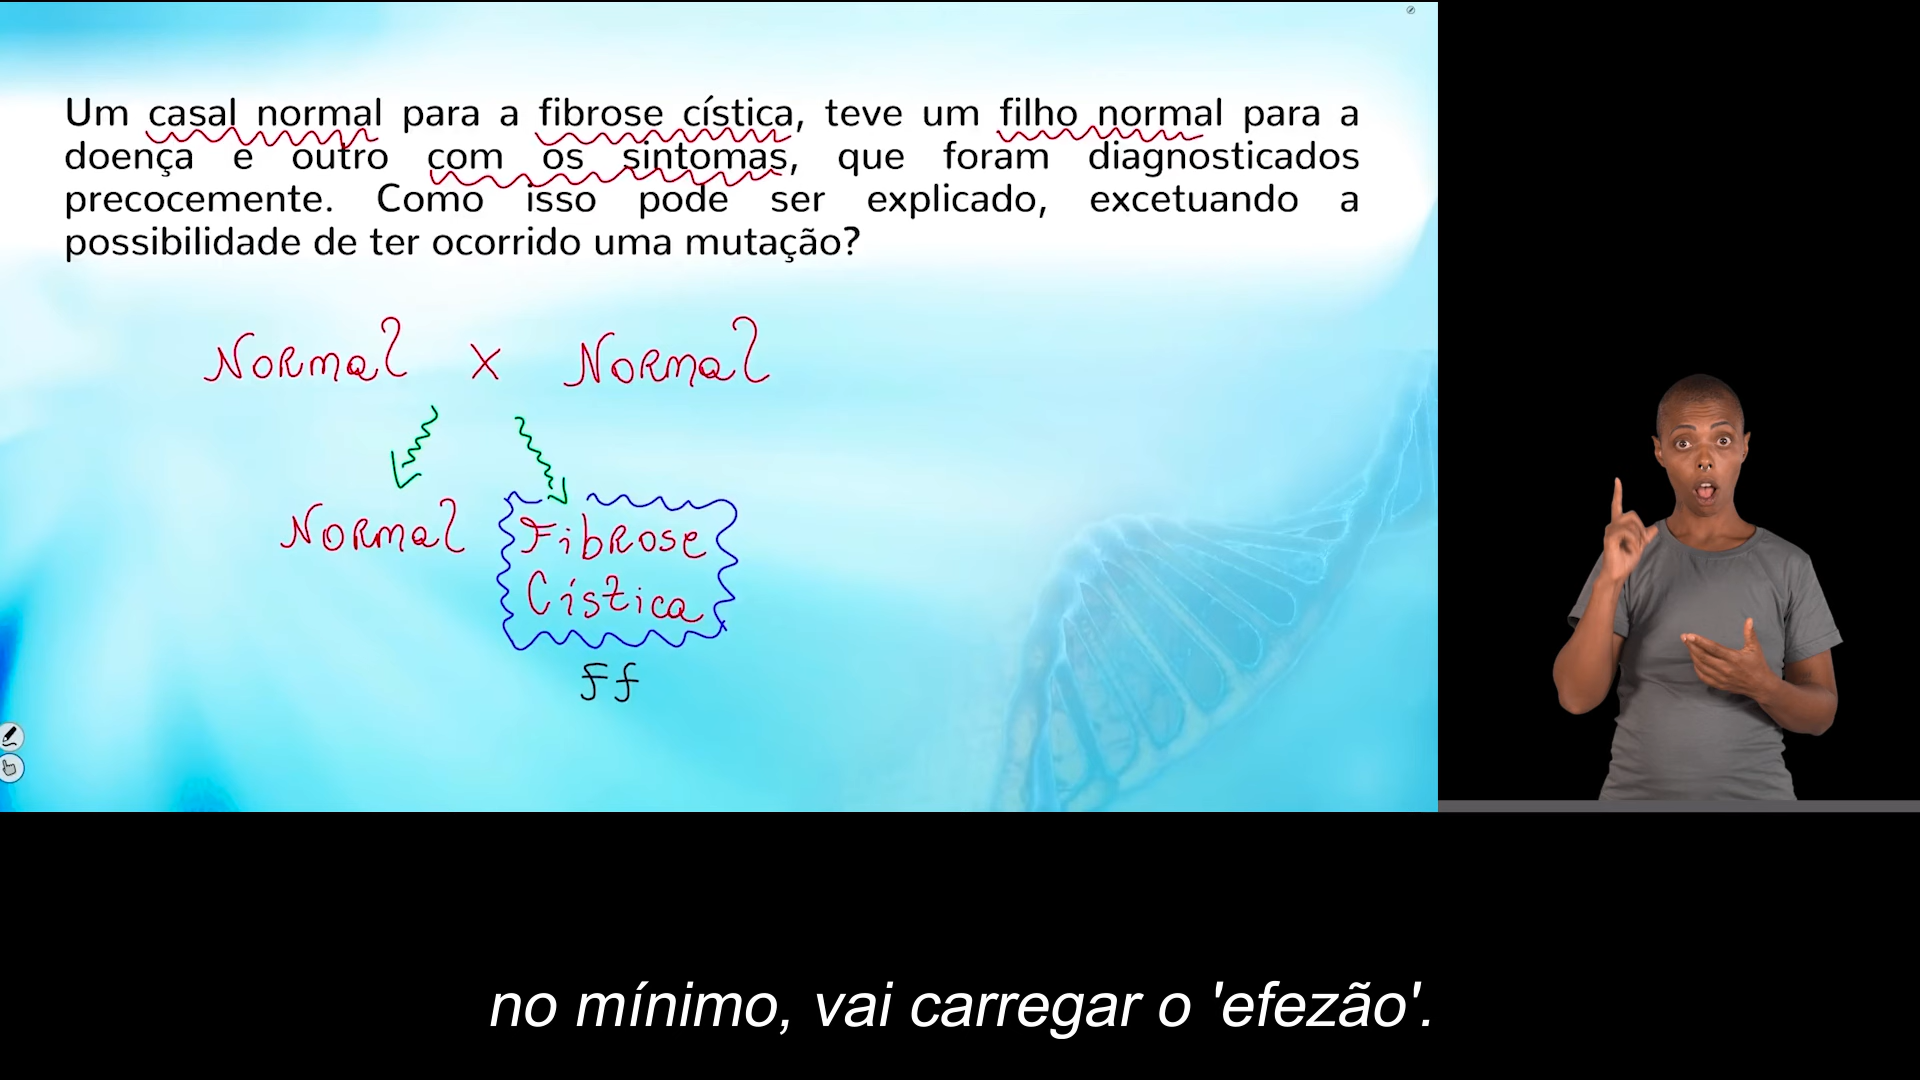 Um casal normal para a fibrose cística, teve um filho normal para a
doença e outro com os sintomas, que foram diagnosticados
precocemente. Como isso pode ser explicado, excetuando a
possibilidade de ter ocorrido uma mutação?
Normal X Normal
Normal Fibrose
Cística
ff
no mínimo, vai carregar o 'efezão'.